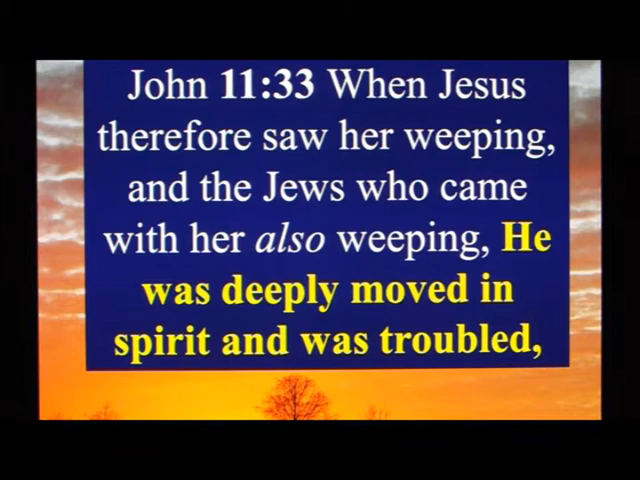 John 11:33 When Jesus
therefore saw her weeping,
and the Jews who came
with her also weeping, He
was deeply moved in
spirit and was troubled,